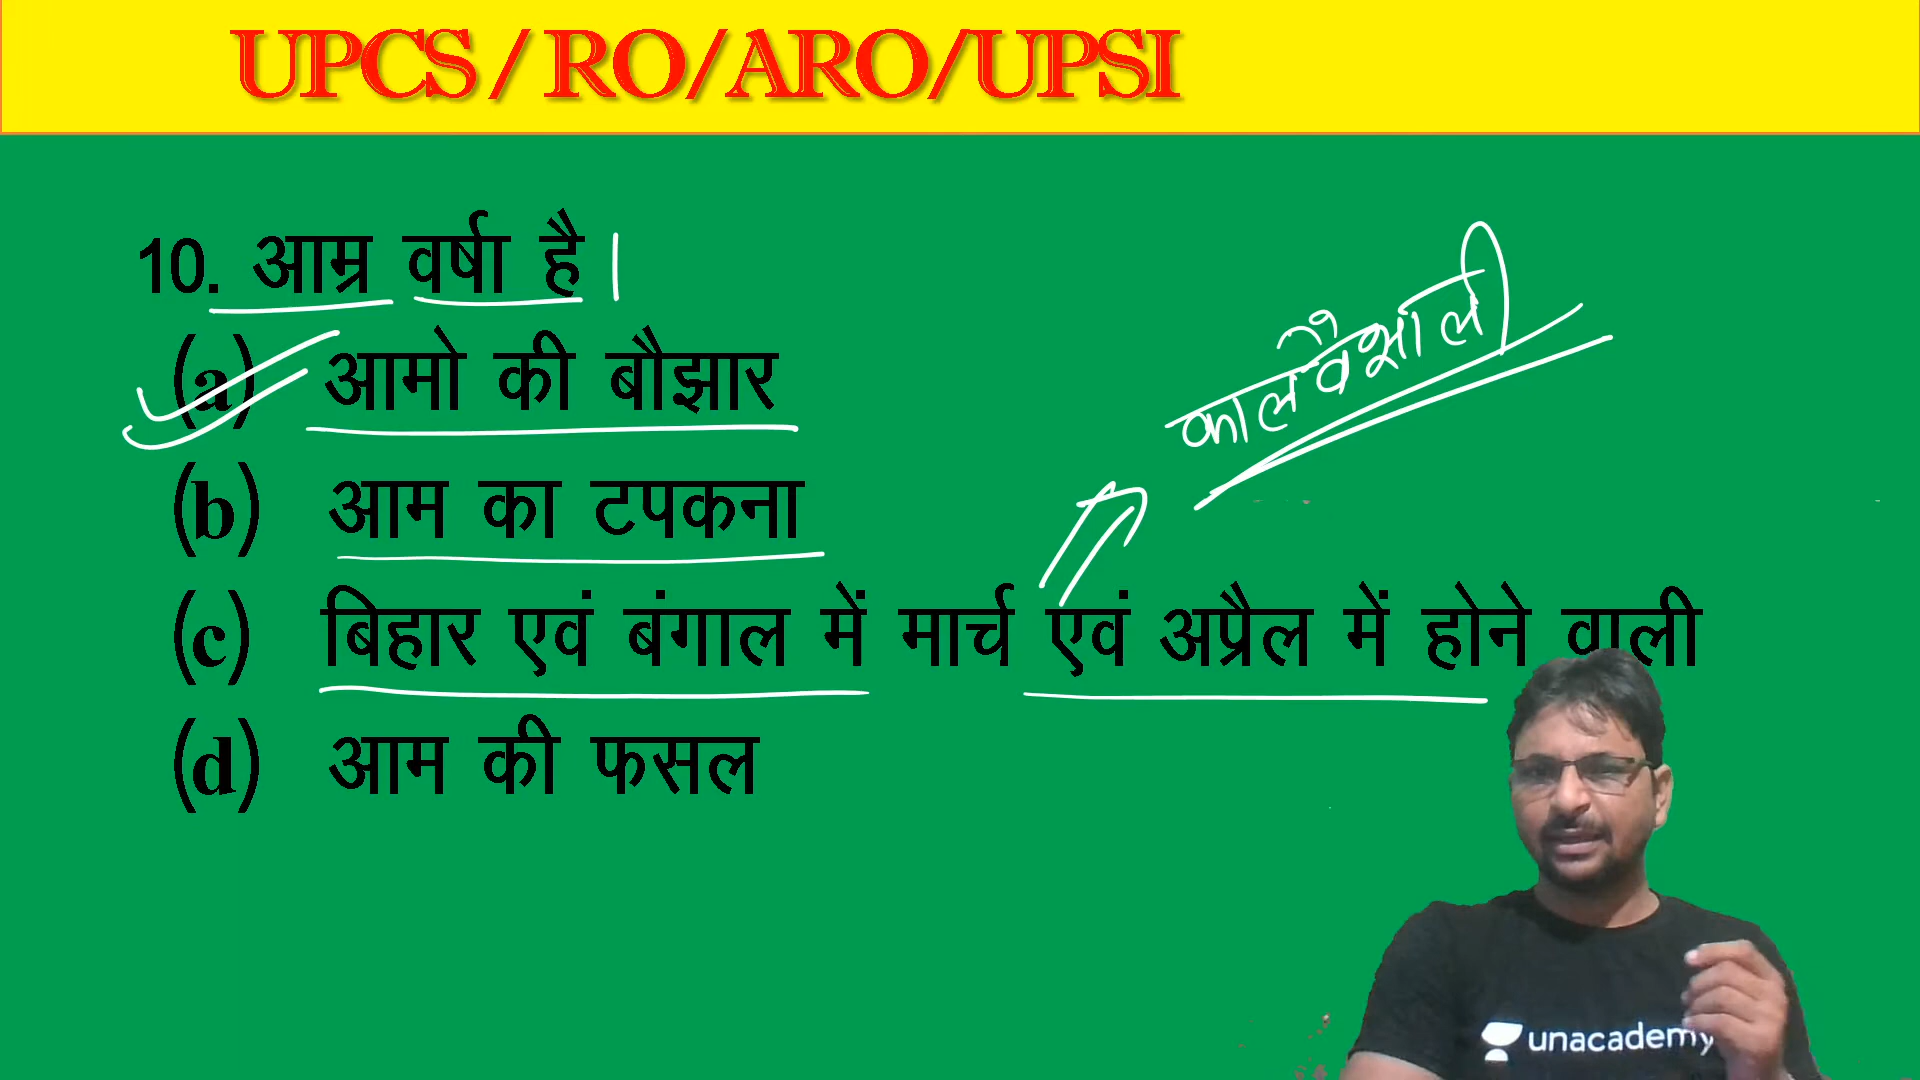 UPCS / RO/ARO/UPSI
10. आम्र वर्षा है।
(a) आमो की बौझार
(b) आम का टपकना
(c) बिहार एवं बंगाल में मार्च एवं अप्रैल में होने वाली
(d) आम की फसल
कालवैशाली
unacademy